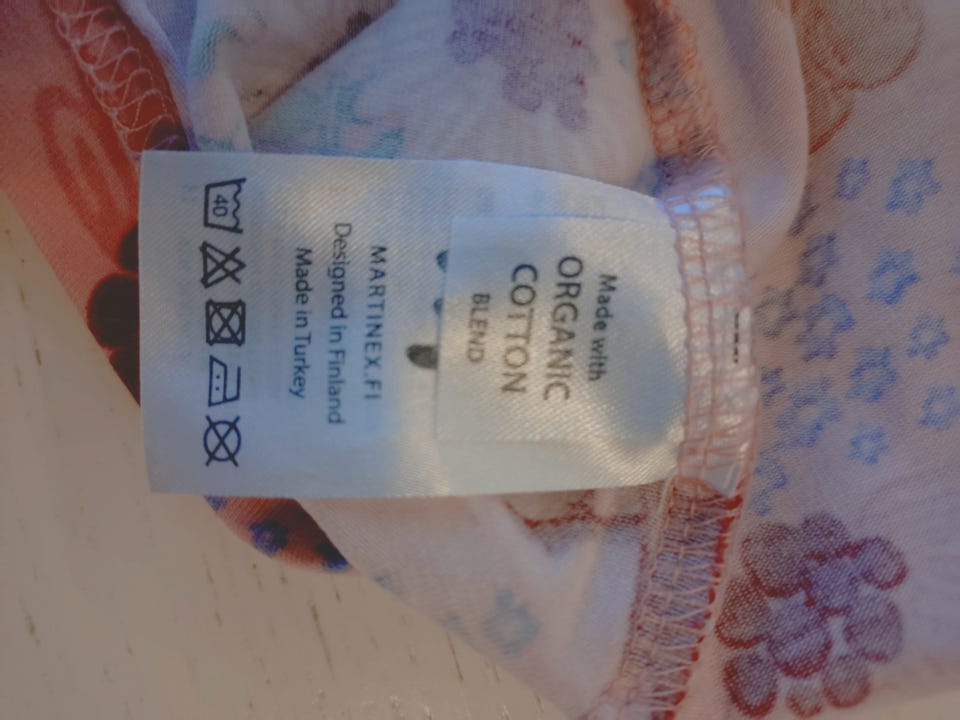 Made with
ORGANIC
COTTON
BLEND
MARTINEX.FI
Designed in Finland
Made in Turkey
40